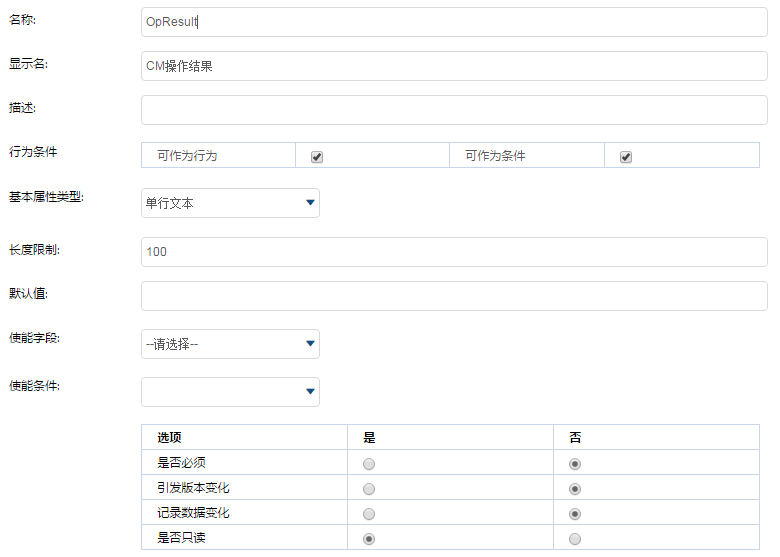 名称: OpResult
显示名: CM操作结果
描述:
行为条件 可作为行为 可作为条件
基本属性类型: 单行文本
长度限制: 100
默认值:
使能字段: --请选择--
使能条件:
选项 是 否
是否必须
引发版本变化
记录数据变化
是否只读